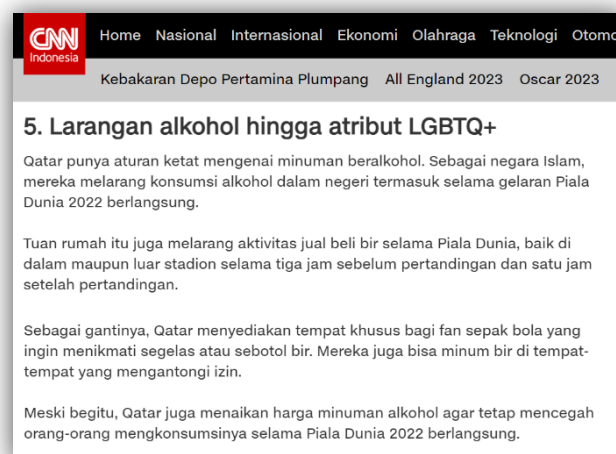 CNN
Indonesia
Home Nasional Internasional Ekonomi Olahraga Teknologi Otomo
Kebakaran Depo Pertamina Plumpang All England 2023 Oscar 2023
5. Larangan alkohol hingga atribut LGBTQ+
Qatar punya aturan ketat mengenai minuman beralkohol. Sebagai negara Islam,
mereka melarang konsumsi alkohol dalam negeri termasuk selama gelaran Piala
Dunia 2022 berlangsung.
Tuan rumah itu juga melarang aktivitas jual beli bir selama Piala Dunia, baik di
dalam maupun luar stadion selama tiga jam sebelum pertandingan dan satu jam
setelah pertandingan.
Sebagai gantinya, Qatar menyediakan tempat khusus bagi fan sepak bola yang
ingin menikmati segelas atau sebotol bir. Mereka juga bisa minum bir di tempat-
tempat yang mengantongi izin.
Meski begitu, Qatar juga menaikan harga minuman alkohol agar tetap mencegah
orang-orang mengkonsumsinya selama Piala Dunia 2022 berlangsung.